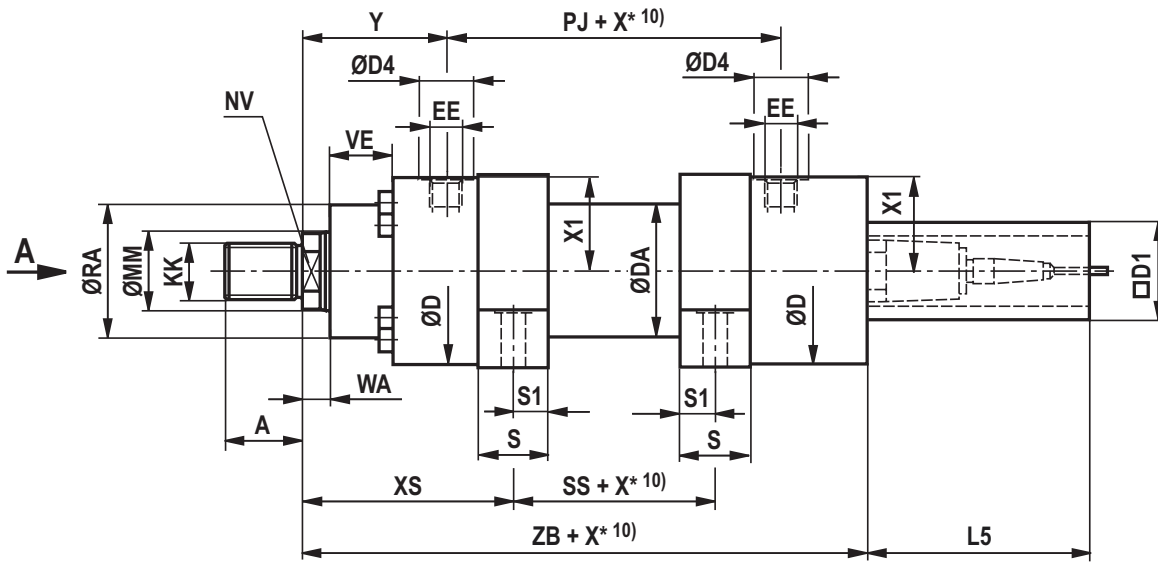 Y
PJ + X* 10)
ØD4
ØD4
NV
EE
EE
VE
X1
X1
A
ØRA
ØMM
KK
ØDA
□D1
ØD
ØD
WA
S1
S1
A
S
S
XS
SS + X* 10)
ZB + X* 10)
L5